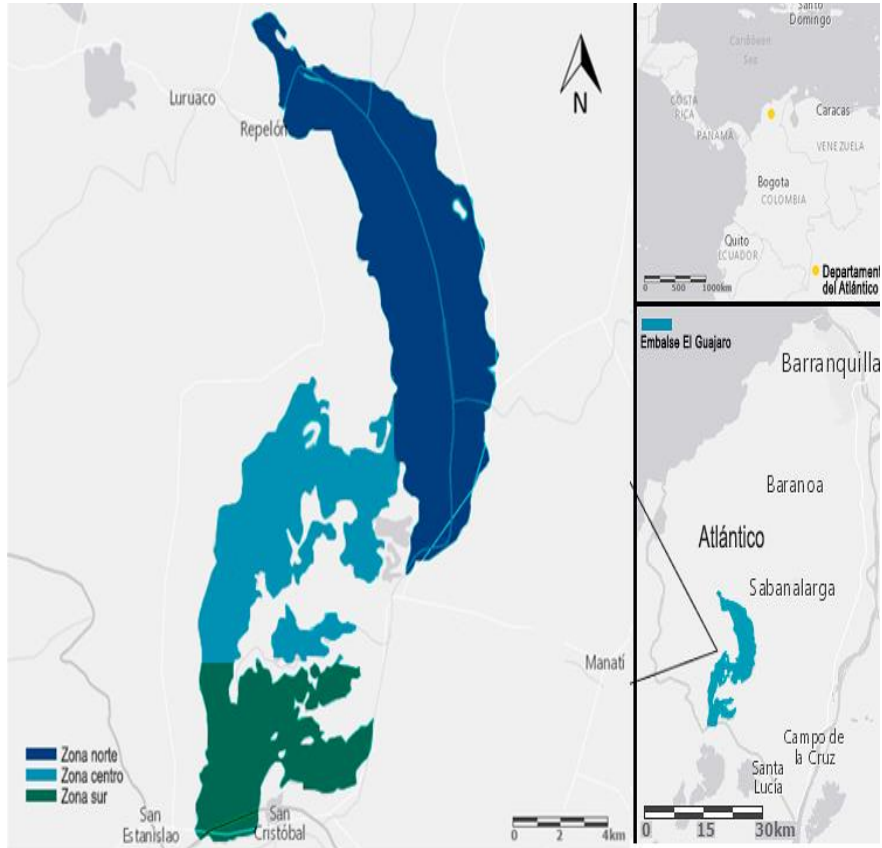 Luruaco
Repelón
N
Manatí
Zona norte
Zona centro
Zona sur
San
Estanislao
San
Cristóbal
0 2 4km
Santo
Domingo
Caribbean
Sea
COSTA
RICA
PANAMÁ
Caracas
VENEZUELA
Bogota
COLOMBIA
Quito
ECUADOR
0 500 1000km
Departament
del Atlántico
Embalse El Guajaro
Barranquilla
Baranoa
Atlántico
Sabanalarga
Campo de
la Cruz
Santa
Lucía
0 15 30km